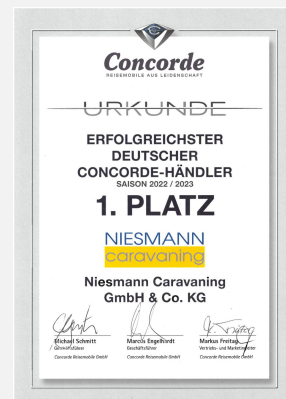 Concorde
REISEMOBILE AUS LEIDENSCHAFT
URKUNDE
ERFOLGREICHSTER
DEUTSCHER
CONCORDE-HÄNDLER
SAISON 2022 / 2023
1. PLATZ
NIESMANN
caravaning
Niesmann Caravaning
GmbH & Co. KG
Michael Schmitt Marcus Engelhardt Markus Freitag
Geschäftsführer Geschäftsführer Vertriebs- und Marketingleiter
Concorde Reisemobile GmbH Concorde Reisemobile GmbH Concorde Reisemobile GmbH